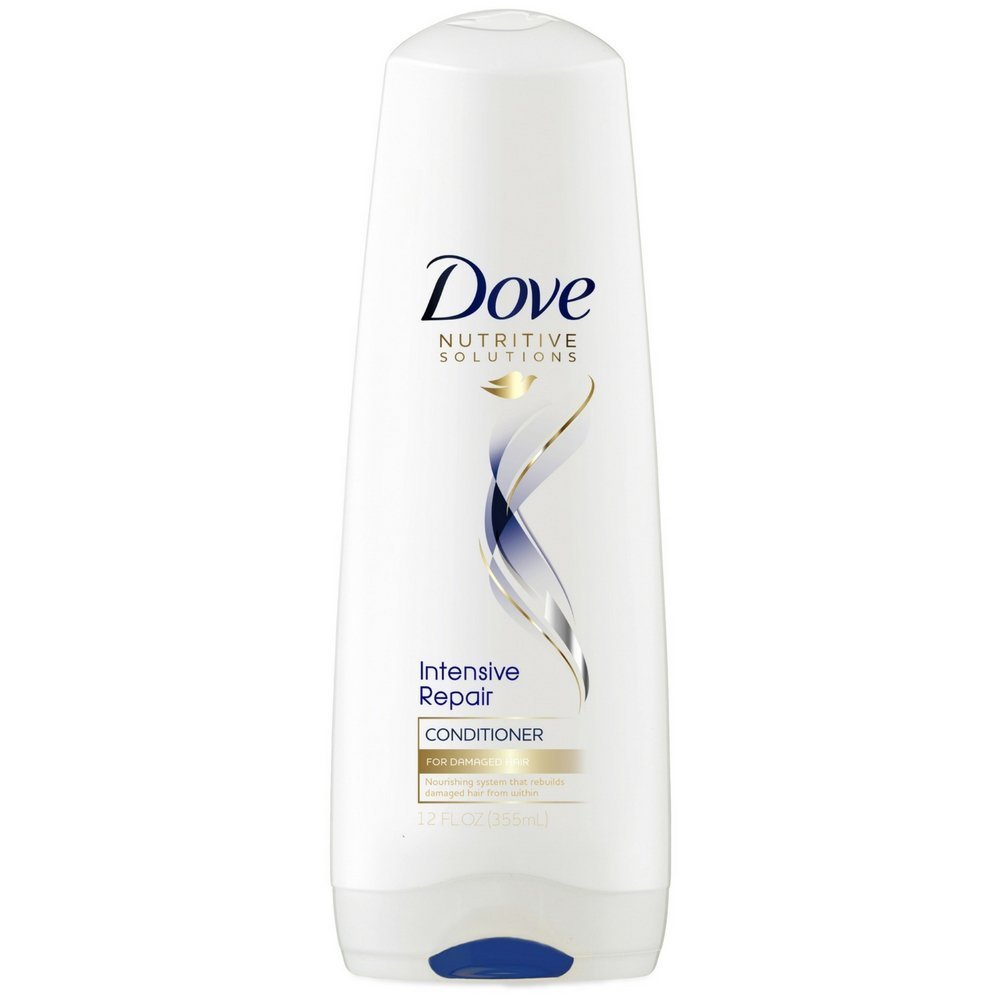 Dove
NUTRITIVE
SOLUTIONS
Intensive
Repair
CONDITIONER
FOR DAMAGED HAIR
Nourishing system that rebuilds
damaged hair from within
12 FL OZ (355mL)